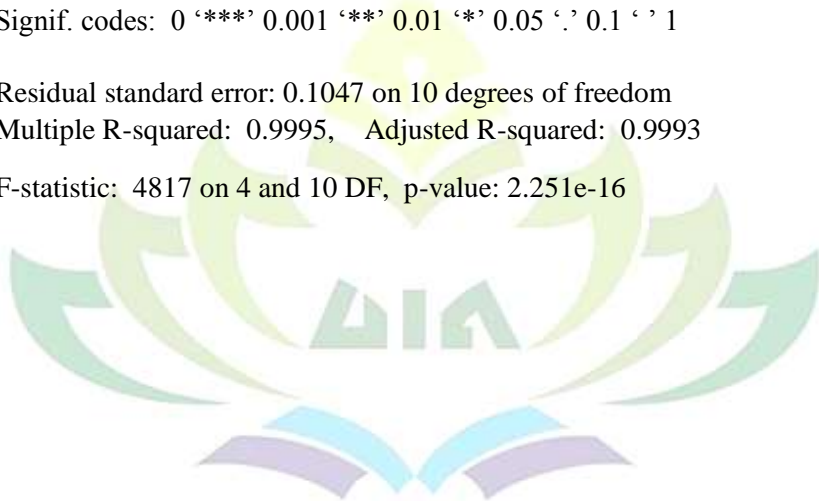 Signif. codes:  0 ‘***’ 0.001 ‘**’ 0.01 ‘*’ 0.05 ‘.’ 0.1 ‘ ’ 1
Residual standard error: 0.1047 on 10 degrees of freedom
Multiple R-squared:  0.9995,    Adjusted R-squared:  0.9993
F-statistic:  4817 on 4 and 10 DF,  p-value: 2.251e-16
UIN